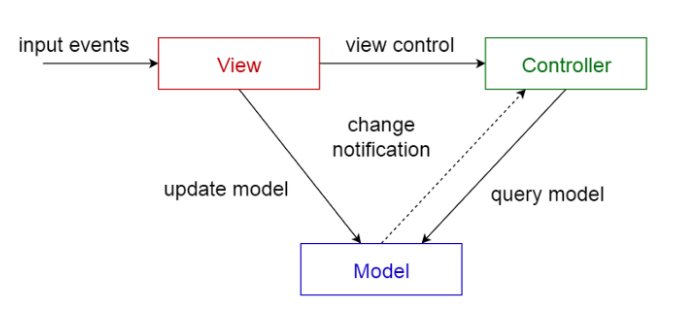 input events
View
view control
Controller
change
notification
update model
query model
Model